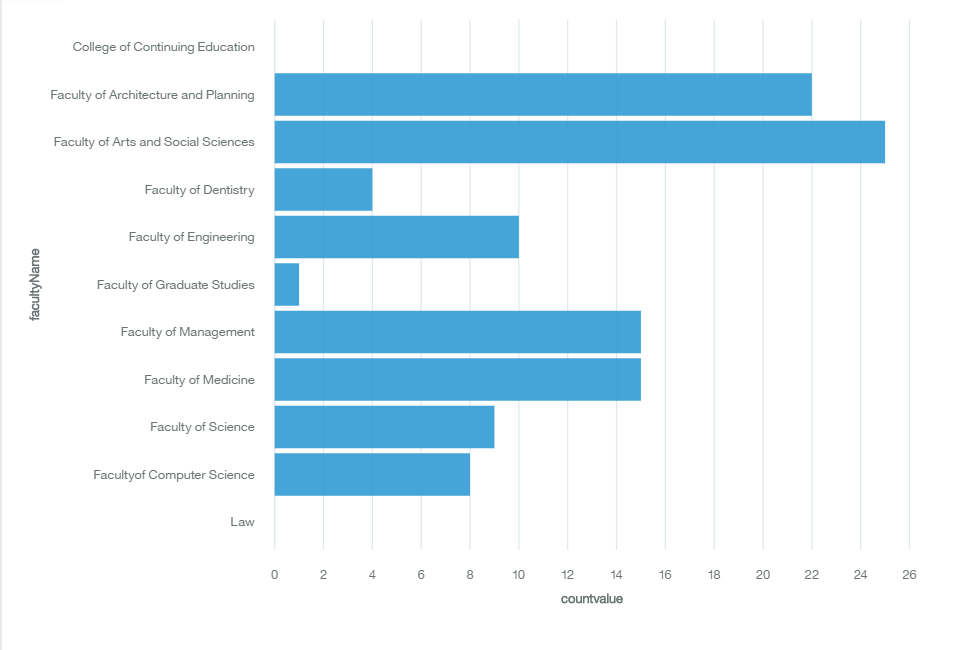 College of Continuing Education
Faculty of Architecture and Planning
Faculty of Arts and Social Sciences
Faculty of Dentistry
Faculty of Engineering
Faculty of Graduate Studies
Faculty of Management
Faculty of Medicine
Faculty of Science
Facultyof Computer Science
Law
facultyName
0 2 4 6 8 10 12 14 16 18 20 22 24 26
countvalue